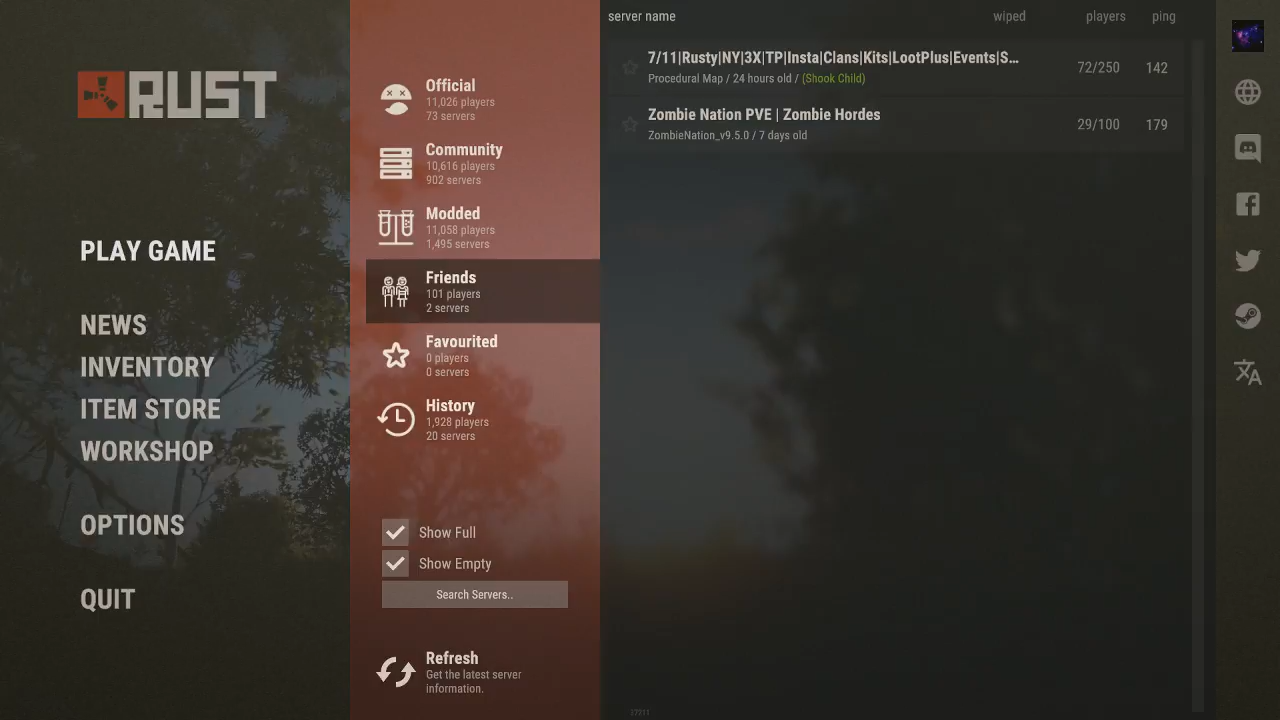 RUST
PLAY GAME
NEWS
INVENTORY
ITEM STORE
WORKSHOP
OPTIONS
QUIT
Official
11,026 players
73 servers
Community
10,616 players
902 servers
Modded
11,058 players
1,495 servers
Friends
101 players
2 servers
Favourited
0 players
0 servers
History
1,928 players
20 servers
Show Full
Show Empty
Search Servers..
Refresh
Get the latest server
information.
server name wiped players ping
7/11|Rusty|NY|3X|TP|Insta|Clans|Kits|LootPlus|Events|S... 72/250 142
Procedural Map / 24 hours old / (Shook Child)
Zombie Nation PVE | Zombie Hordes 29/100 179
ZombieNation_v9.5.0 / 7 days old